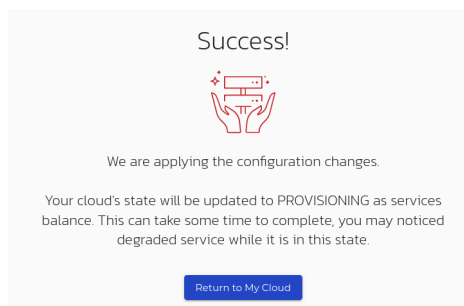 Success!
We are applying the configuration changes.
Your cloud's state will be updated to PROVISIONING as services
balance. This can take some time to complete, you may noticed
degraded service while it is in this state.
Return to My Cloud